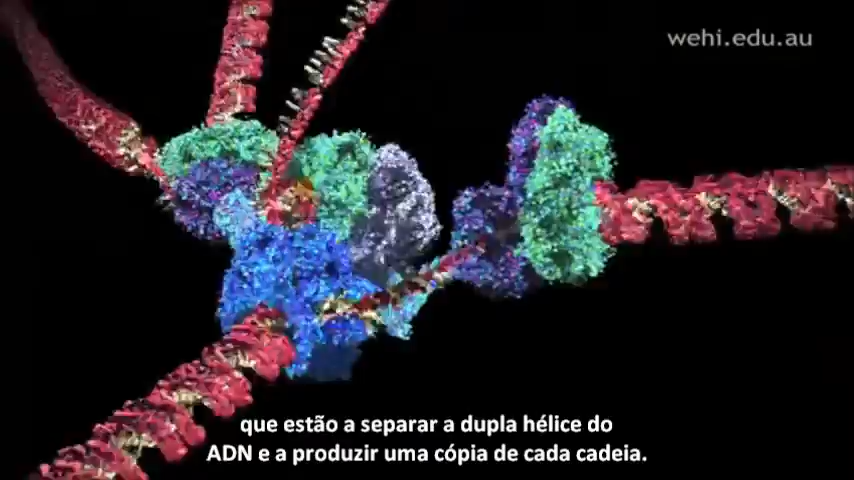 wehi.edu.au
que estão a separar a dupla hélice do
ADN e a produzir uma cópia de cada cadeia.